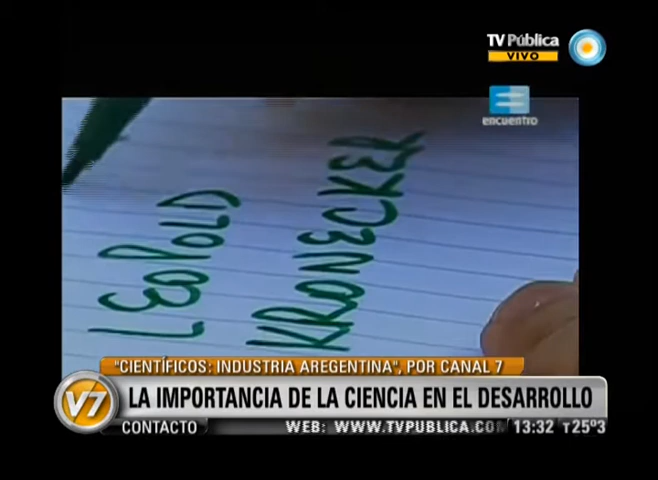 TV Pública
VIVO
encuentro
LEOPOLD
KRONECKER
"CIENTÍFICOS: INDUSTRIA AREGENTINA", POR CANAL 7
V7
LA IMPORTANCIA DE LA CIENCIA EN EL DESARROLLO
CONTACTO
WEB: WWW.TVPUBLICA.COM
13:32 T25°3